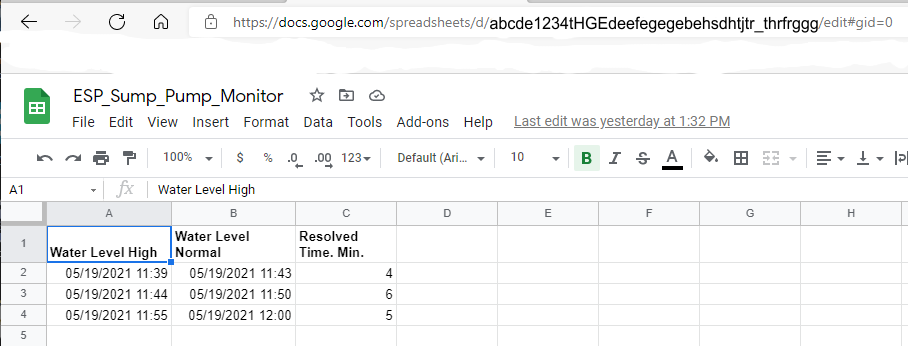 https://docs.google.com/spreadsheets/d/abcde1234tHGEdeefegegebehsdhtjtr_thrfrggg/edit#gid=0
ESP_Sump_Pump_Monitor
File Edit View Insert Format Data Tools Add-ons Help Last edit was yesterday at 1:32 PM
100% $ % .0 .00 123 Default (Ari... 10 B I S A
A1 fx Water Level High
A B C D E F G H
1 Water Level High Water Level Normal Resolved Time. Min.
2 05/19/2021 11:39 05/19/2021 11:43 4
3 05/19/2021 11:44 05/19/2021 11:50 6
4 05/19/2021 11:55 05/19/2021 12:00 5
5